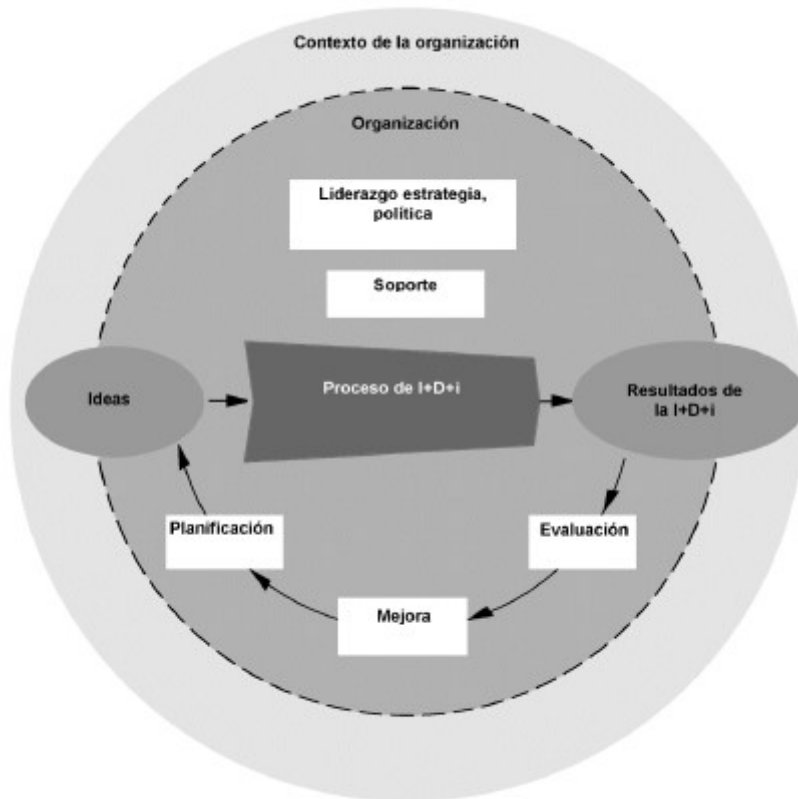 Contexto de la organización
Organización
Liderazgo estrategia,
política
Soporte
Ideas
Proceso de I+D+i
Resultados de
la I+D+i
Planificación
Evaluación
Mejora